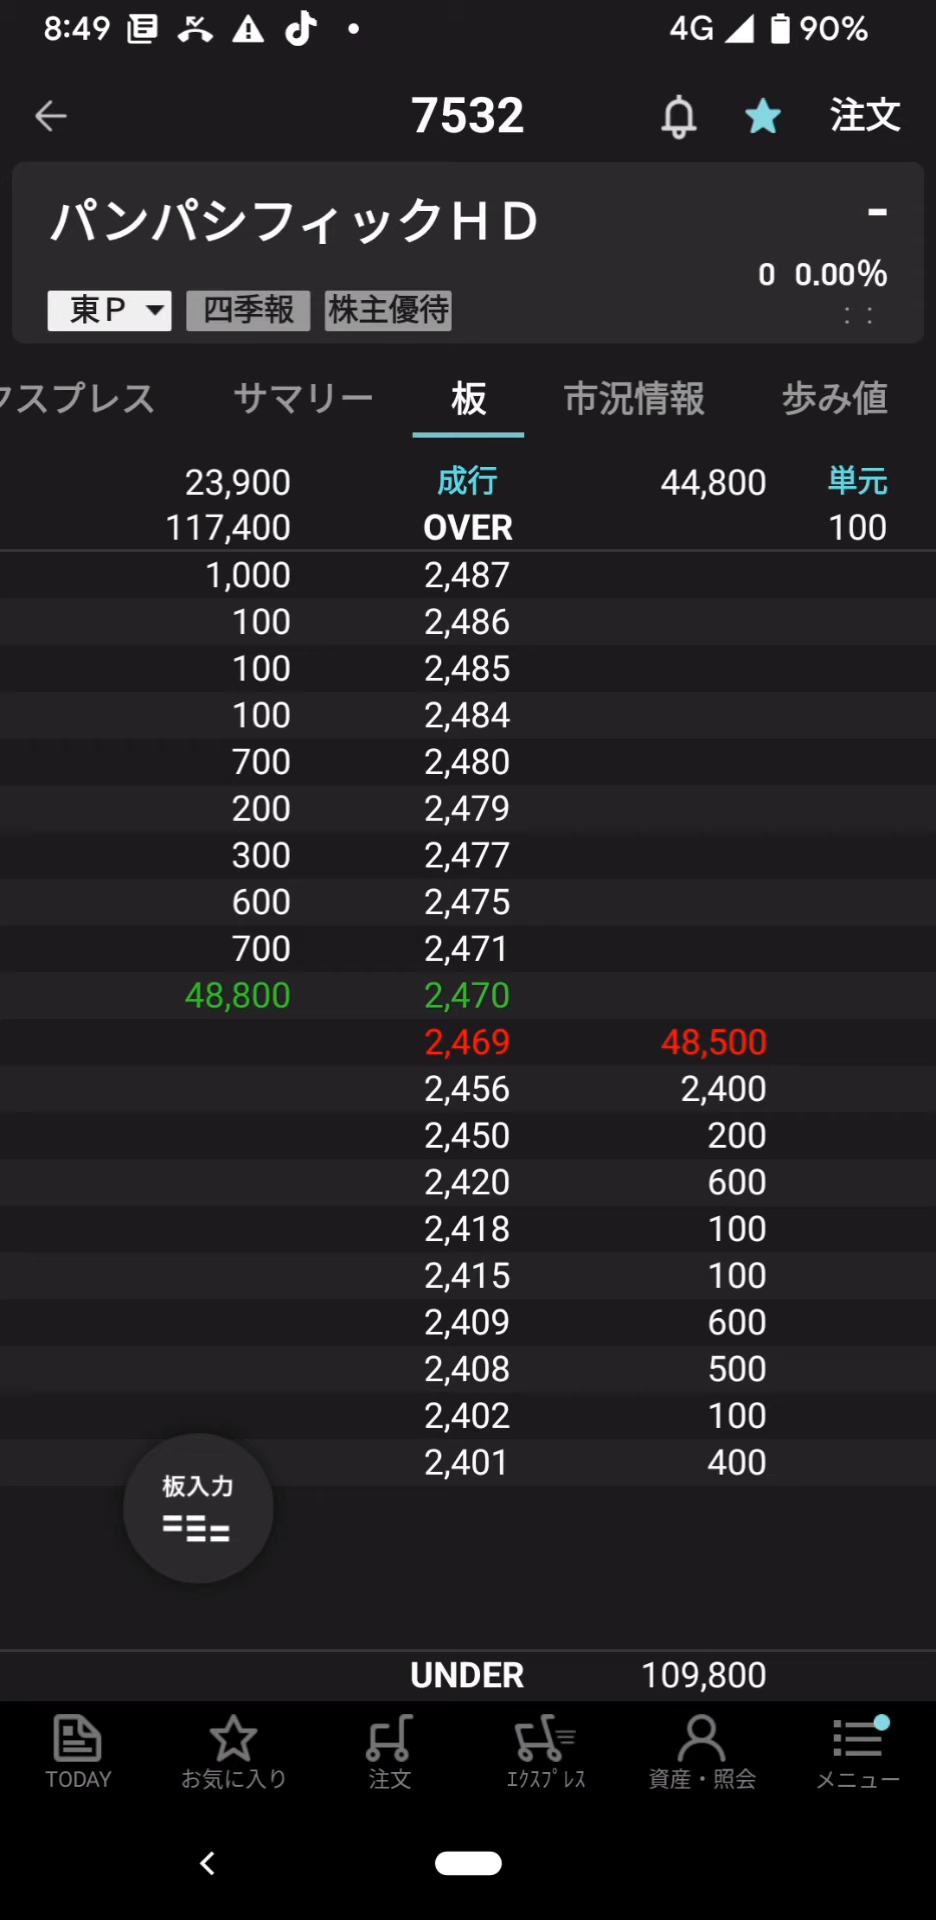 8:49 4G 90%
7532 注文
パンパシフィックＨＤ -
0 0.00%
東Ｐ 四季報 株主優待 : :
クスプレス サマリー 板 市況情報 歩み値
23,900 成行 44,800 単元
117,400 OVER 100
1,000 2,487
100 2,486
100 2,485
100 2,484
700 2,480
200 2,479
300 2,477
600 2,475
700 2,471
48,800 2,470
2,469 48,500
2,456 2,400
2,450 200
2,420 600
2,418 100
2,415 100
2,409 600
2,408 500
2,402 100
2,401 400
板入力
UNDER 109,800
TODAY お気に入り 注文 ｴｸｽﾌﾟﾚｽ 資産・照会 メニュー